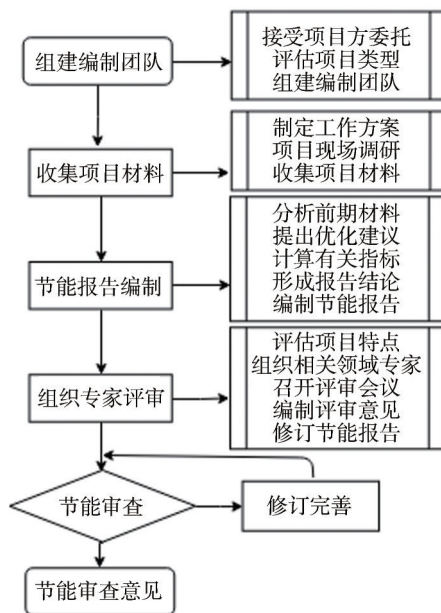 组建编制团队
接受项目方委托
评估项目类型
组建编制团队
收集项目材料
制定工作方案
项目现场调研
收集项目材料
节能报告编制
分析前期材料
提出优化建议
计算有关指标
形成报告结论
编制节能报告
组织专家评审
评估项目特点
组织相关领域专家
召开评审会议
编制评审意见
修订节能报告
节能审查
修订完善
节能审查意见